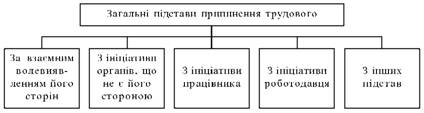 Загальні підстави припинення трудового
За взаємним
волевияв-
ленням його
сторін
З ініціативи
органів, що
не є його
стороною
З ініціативи
працівника
З ініціативи
роботодавця
З інших
підстав